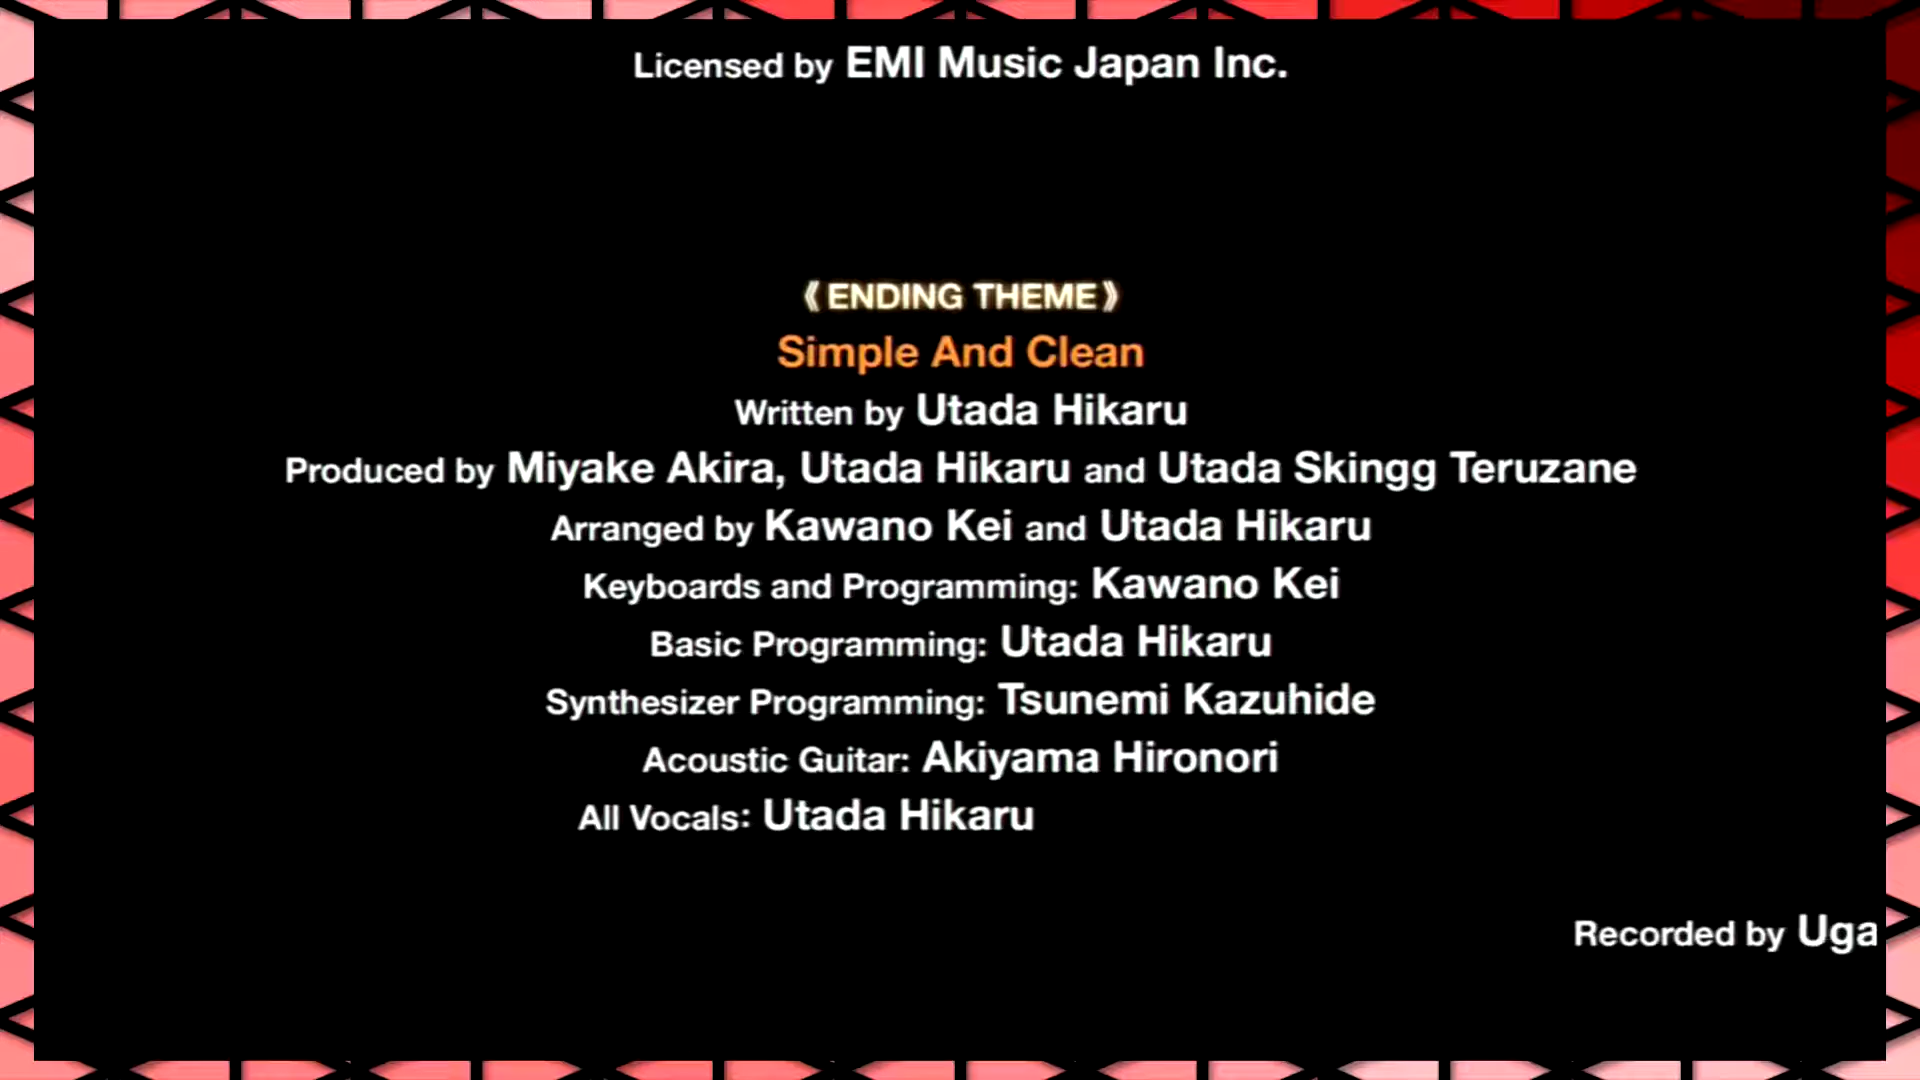 Licensed by EMI Music Japan Inc.
《ENDING THEME》
Simple And Clean
Written by Utada Hikaru
Produced by Miyake Akira, Utada Hikaru and Utada Skingg Teruzane
Arranged by Kawano Kei and Utada Hikaru
Keyboards and Programming: Kawano Kei
Basic Programming: Utada Hikaru
Synthesizer Programming: Tsunemi Kazuhide
Acoustic Guitar: Akiyama Hironori
All Vocals: Utada Hikaru
Recorded by Uga